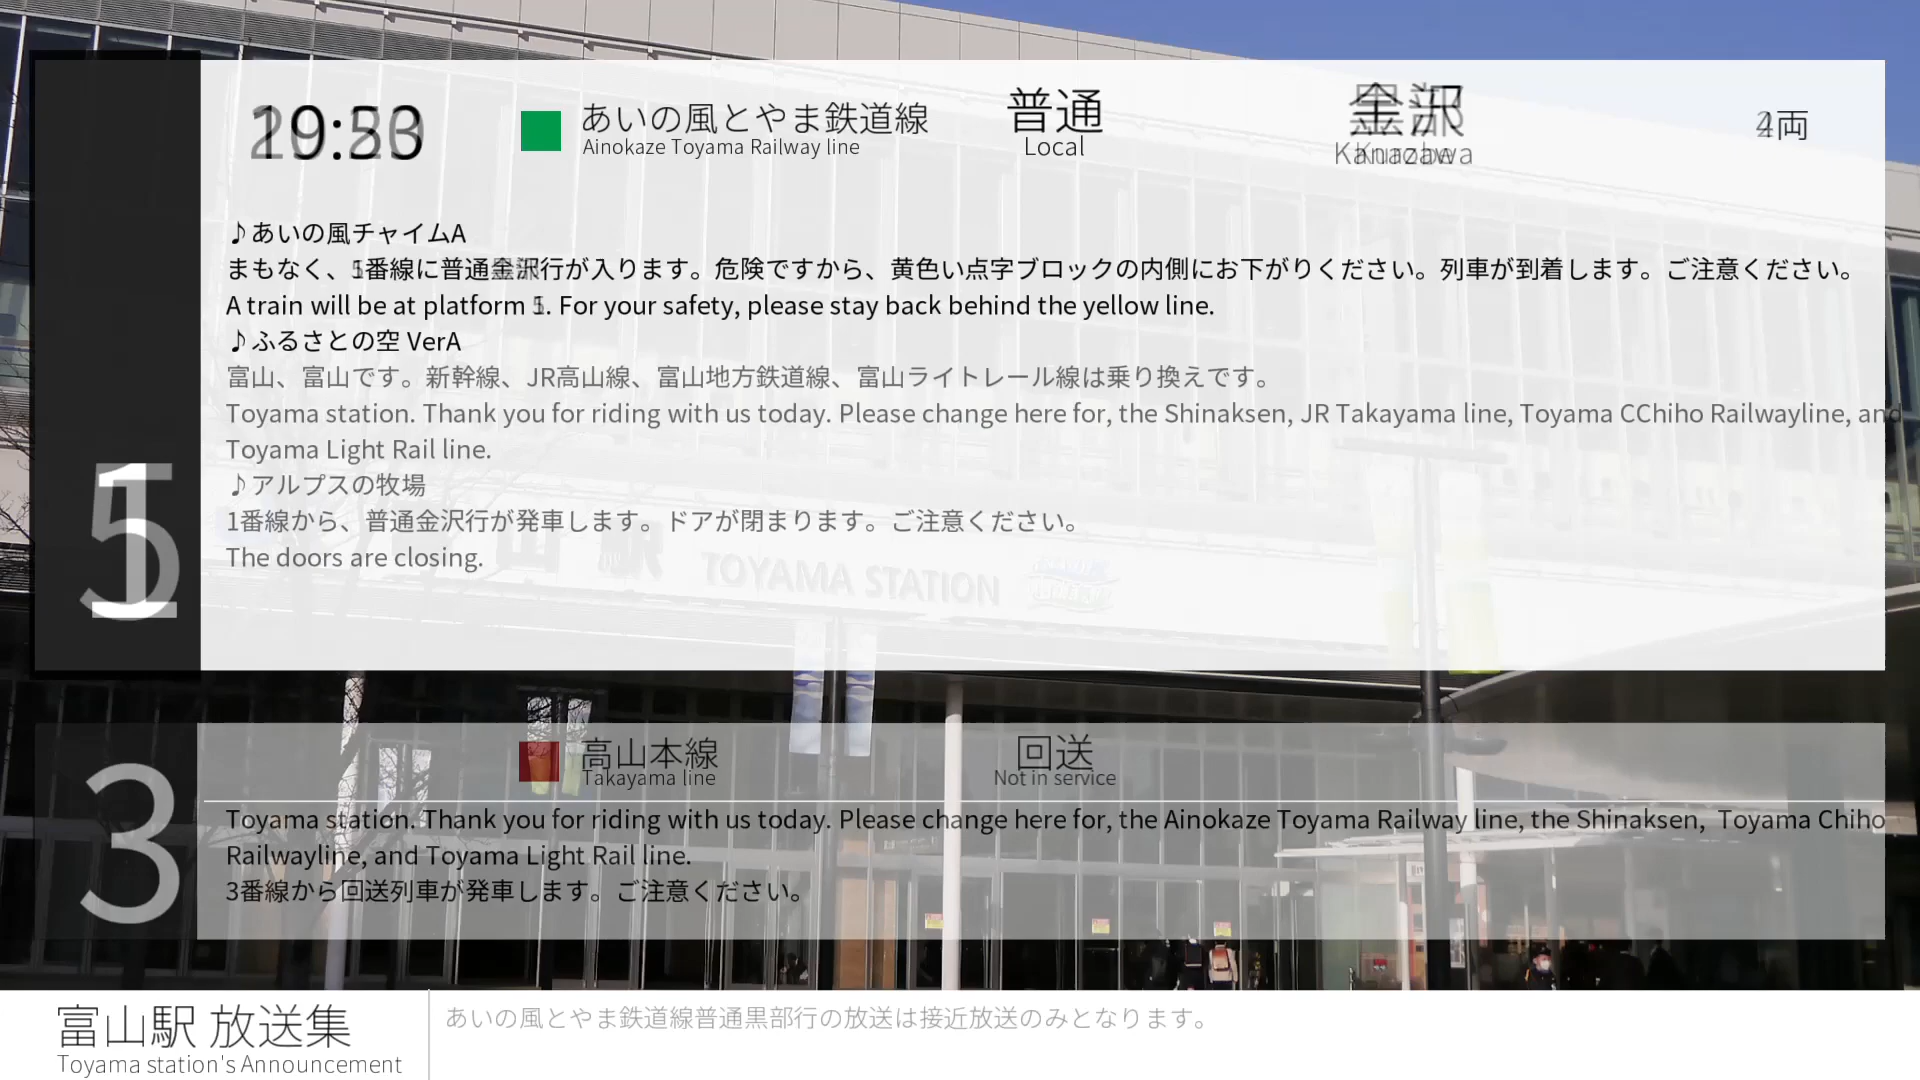 あいの風とやま鉄道線
Ainokaze Toyama Railway line
普通
Local
両
♪あいの風チャイムA
まもなく、番線に普通行が入ります。危険ですから、黄色い点字ブロックの内側にお下がりください。列車が到着します。ご注意ください。
A train will be at platform . For your safety, please stay back behind the yellow line.
♪ふるさとの空 VerA
富山、富山です。新幹線、JR高山線、富山地方鉄道線、富山ライトレール線は乗り換えです。
Toyama station. Thank you for riding with us today. Please change here for, the Shinaksen, JR Takayama line, Toyama CChiho Railwayline, and
Toyama Light Rail line.
♪アルプスの牧場
1番線から、普通金沢行が発車します。ドアが閉まります。ご注意ください。
The doors are closing.
TOYAMA STATION
3
高山本線
Takayama line
回送
Not in service
Toyama station. Thank you for riding with us today. Please change here for, the Ainokaze Toyama Railway line, the Shinaksen,  Toyama Chiho
Railwayline, and Toyama Light Rail line.
3番線から回送列車が発車します。ご注意ください。
富山駅 放送集
Toyama station's Announcement
あいの風とやま鉄道線普通黒部行の放送は接近放送のみとなります。